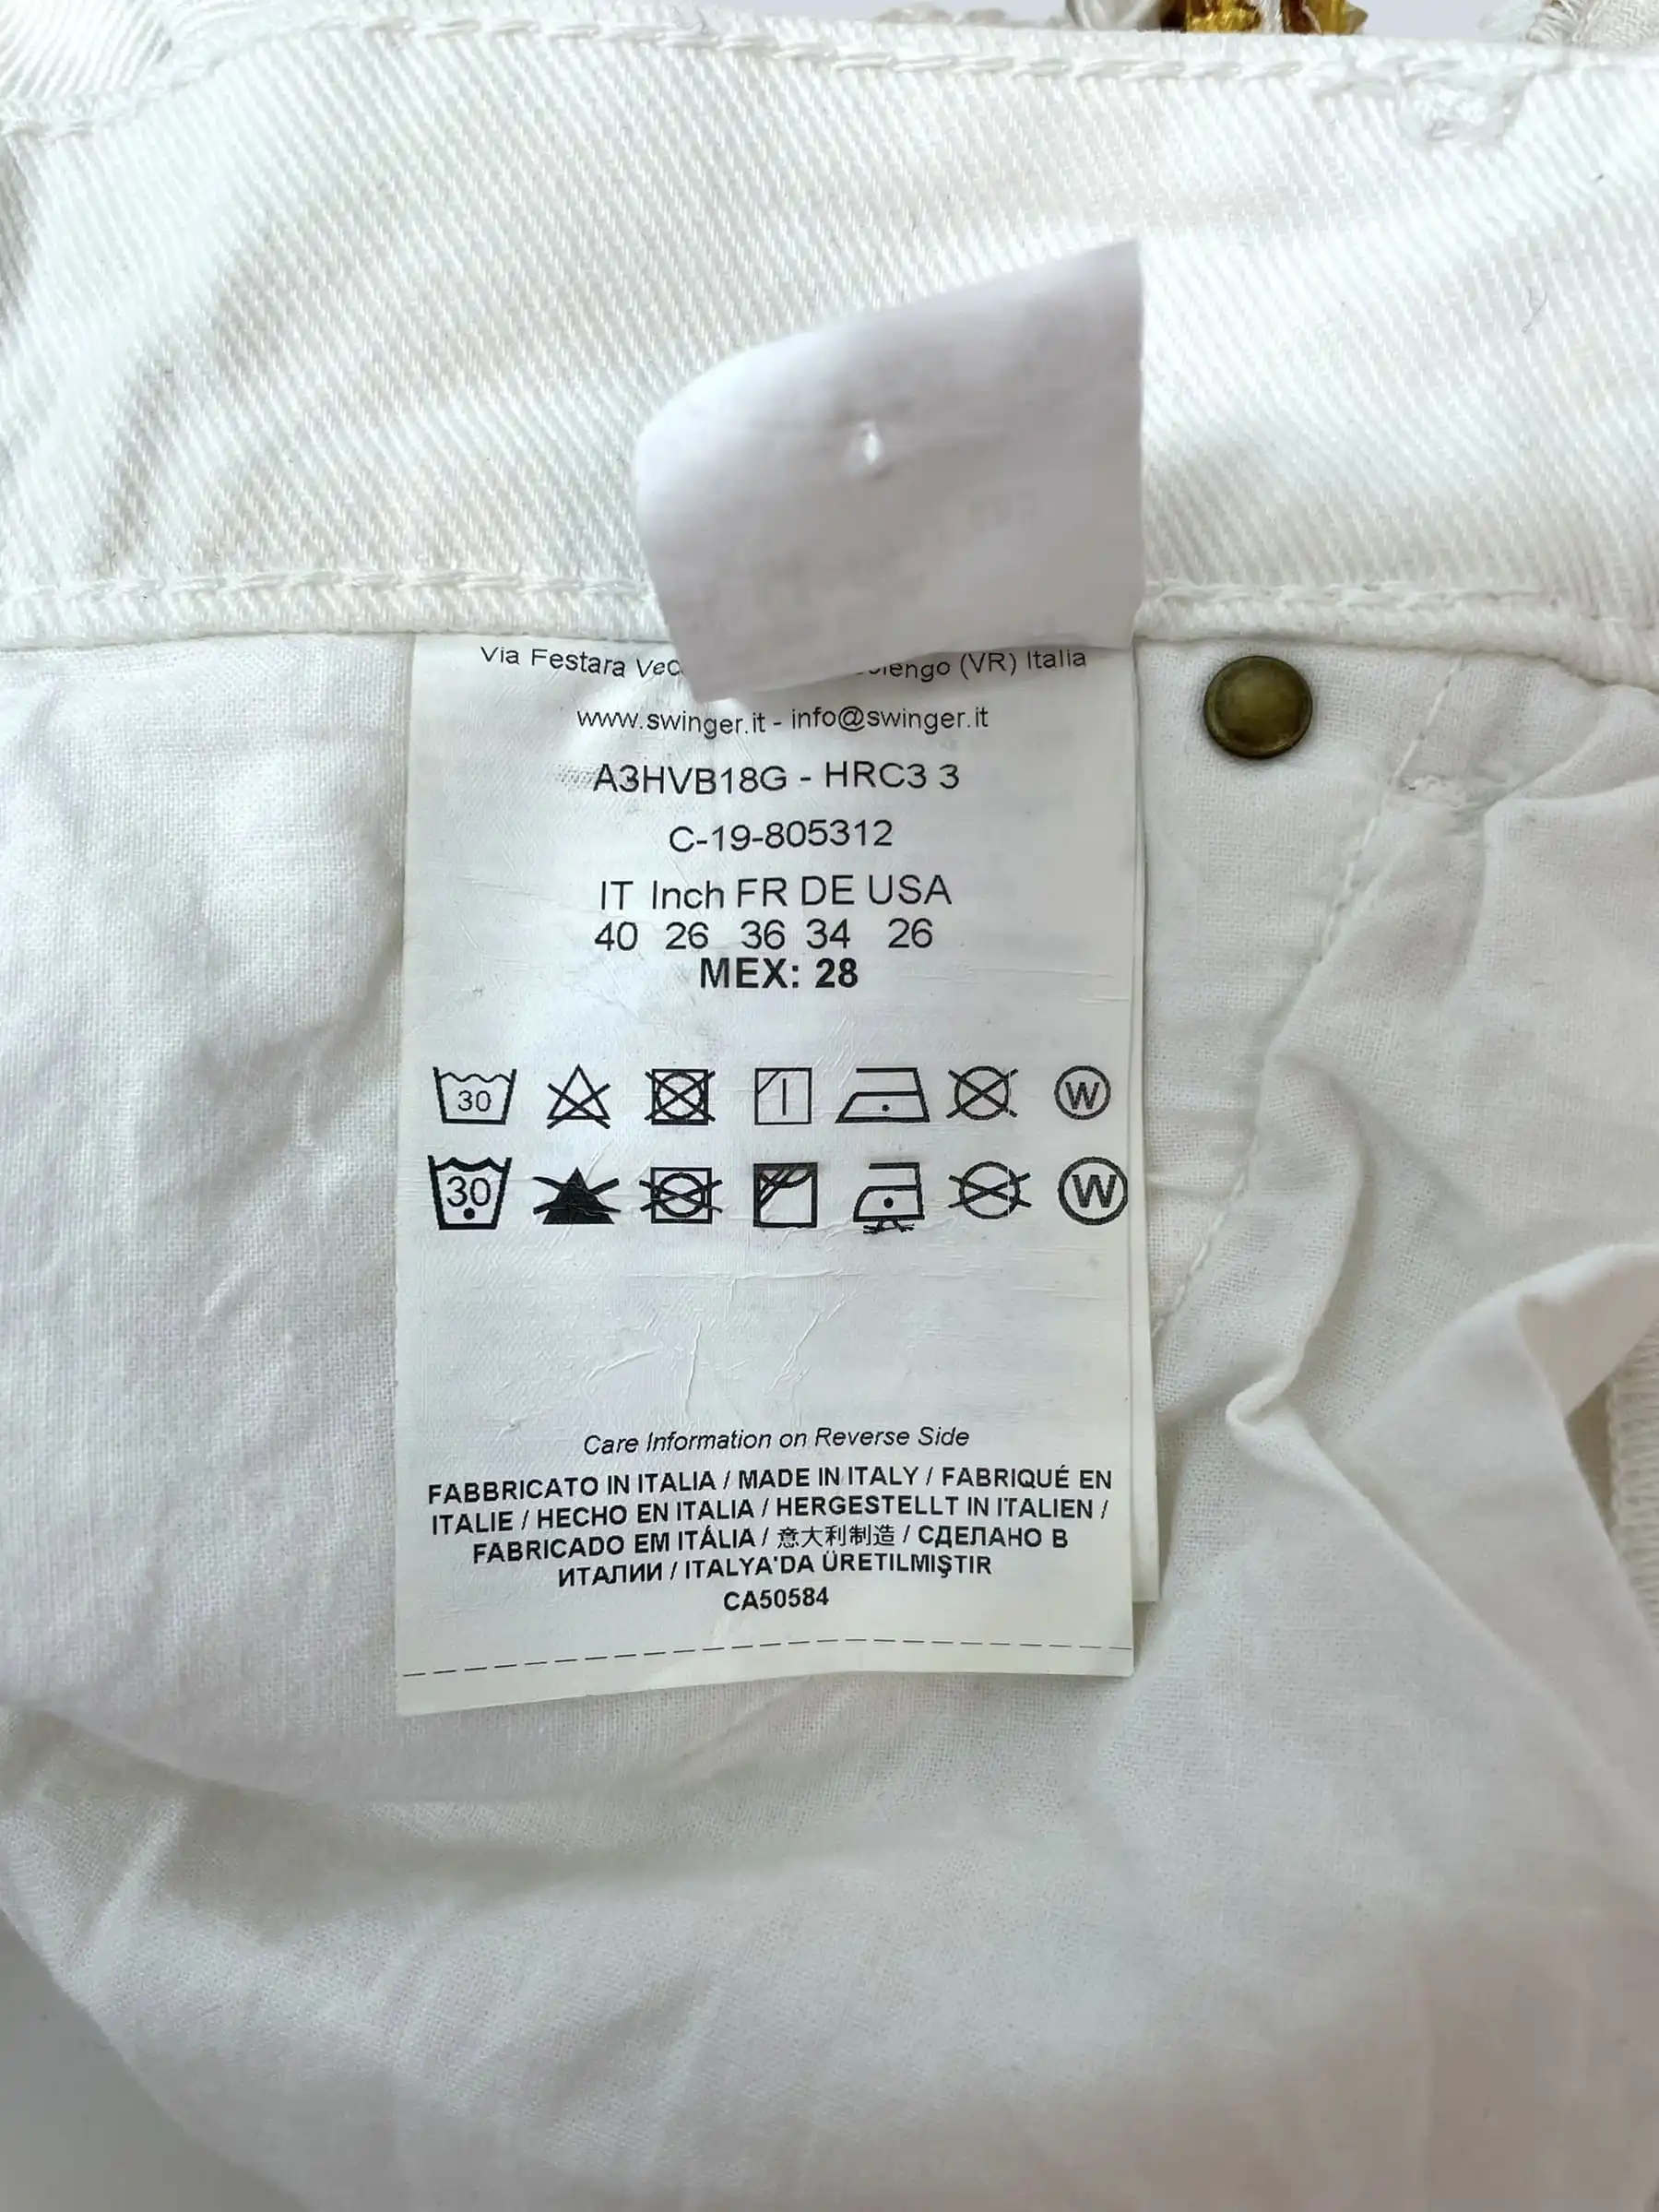 Via Festara (VR) Italia
www.swinger.it - info@swinger.it
A3HVB18G - HRC3 3
C-19-805312
IT Inch FR DE USA
40 26 36 34 26
MEX: 28
30 W
30 W
Care Information on Reverse Side
FABBRICATO IN ITALIA / MADE IN ITALY / FABRIQUÉ EN
ITALIE / HECHO EN ITALIA / HERGESTELLT IN ITALIEN /
FABRICADO EM ITÁLIA / 意大利制造 / СДЕЛАНО В
ИТАЛИИ / ITALYA'DA ÜRETILMIŞTIR
CA50584